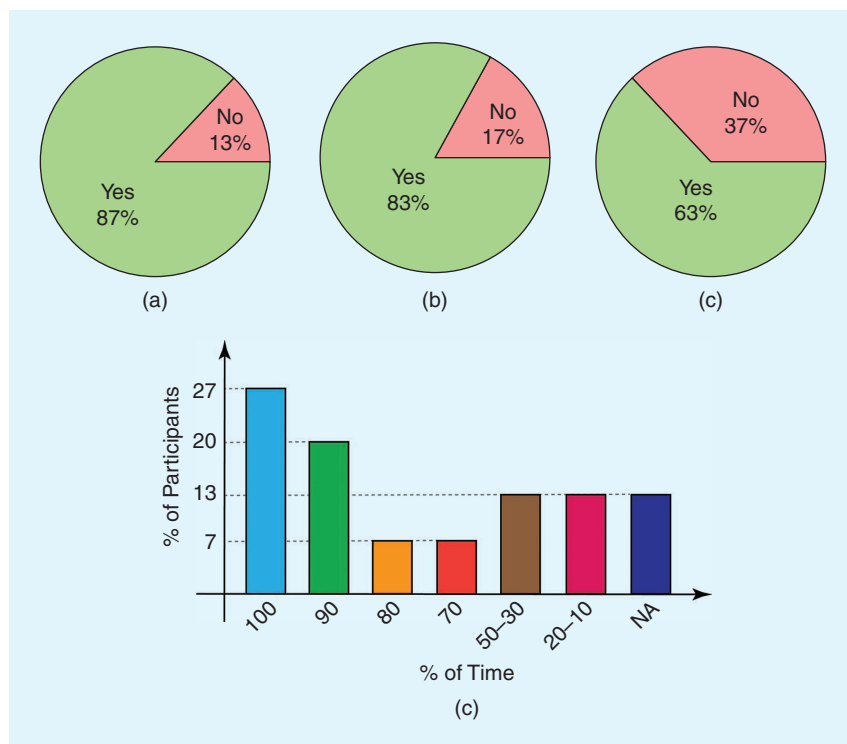 No
13%
Yes
87%
(a)
No
17%
Yes
83%
(b)
No
37%
Yes
63%
(c)
% of Participants
27
20
13
7
100
90
80
70
50–30
20–10
NA
% of Time
(c)